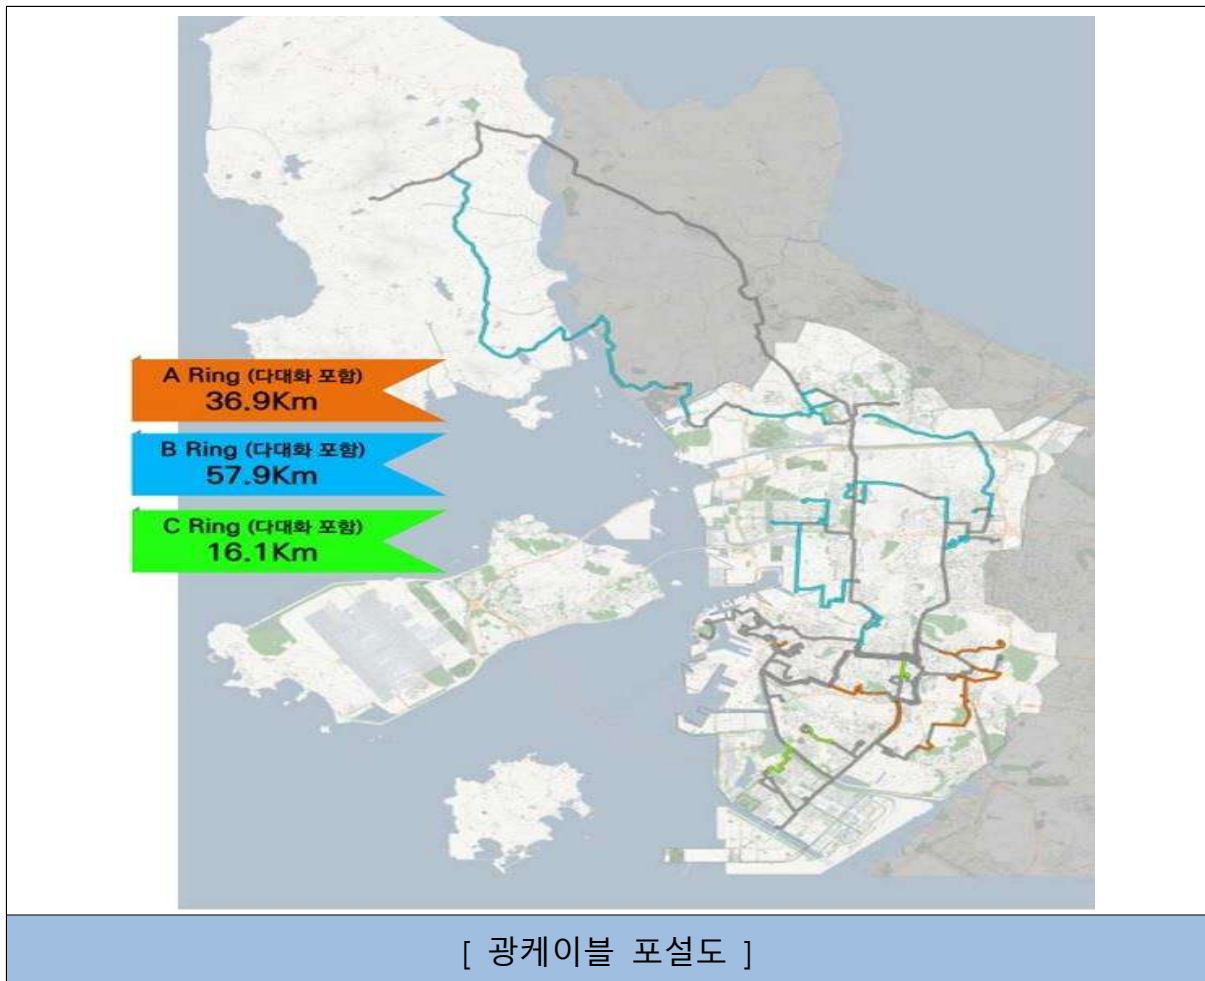 A Ring (다대화 포함)
36.9Km
B Ring (다대화 포함)
57.9Km
C Ring (다대화 포함)
16.1Km
[ 광케이블 포설도 ]